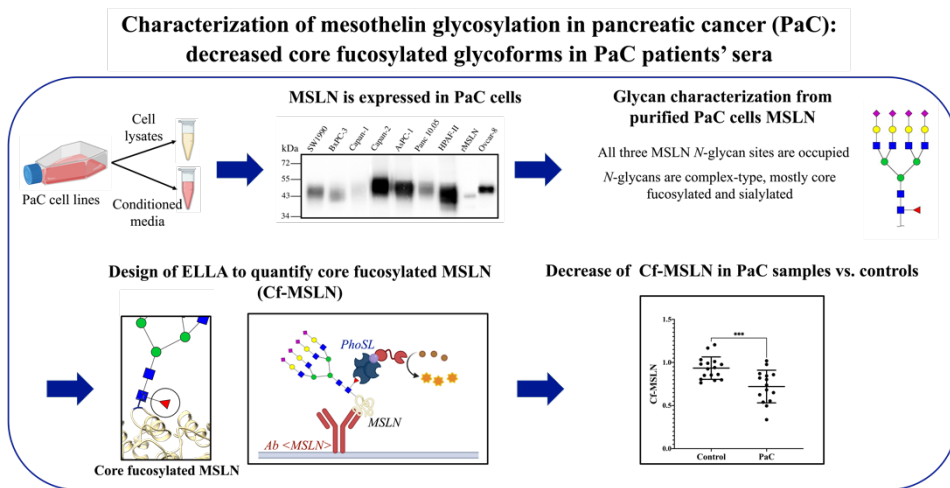 Characterization of mesothelin glycosylation in pancreatic cancer (PaC):
decreased core fucosylated glycoforms in PaC patients' sera
Cell
lysates
PaC cell lines
Conditioned
media
MSLN is expressed in PaC cells
kDa
SW1990
BxPC-3
Capan-1
Capan-2
AsPC-1
Panc 10.05
HPAF-II
rMSLN
Ovcar-8
72
55
43
34
Glycan characterization from
purified PaC cells MSLN
All three MSLN N-glycan sites are occupied
N-glycans are complex-type, mostly core
fucosylated and sialylated
Design of ELLA to quantify core fucosylated MSLN
(Cf-MSLN)
Core fucosylated MSLN
PhoSL
MSLN
Ab <MSLN>
Decrease of Cf-MSLN in PaC samples vs. controls
Cf-MSLN
1.5
1.0
0.5
0.0
***
Control
PaC